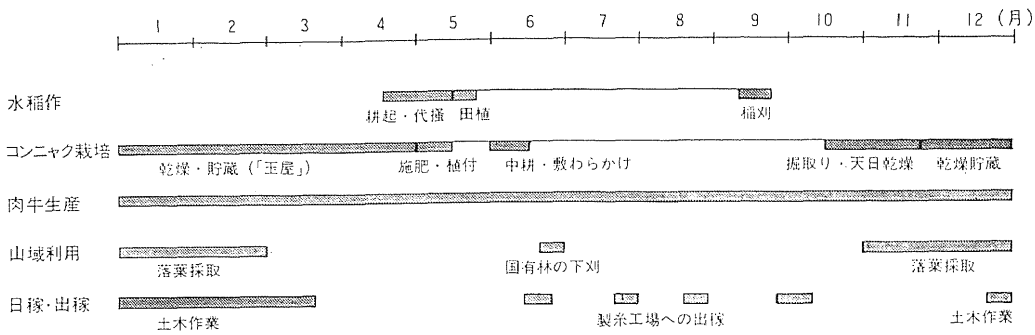 1 2 3 4 5 6 7 8 9 10 11 12 (月)
水稲作
耕起・代掻 田植 稲刈
コンニャク栽培
乾燥・貯蔵(「玉屋」) 施肥・植付 中耕・敷わらかけ 掘取り・天日乾燥 乾燥貯蔵
肉牛生産
山域利用
落葉採取 国有林の下刈 落葉採取
日稼・出稼
土木作業 製糸工場への出稼 土木作業